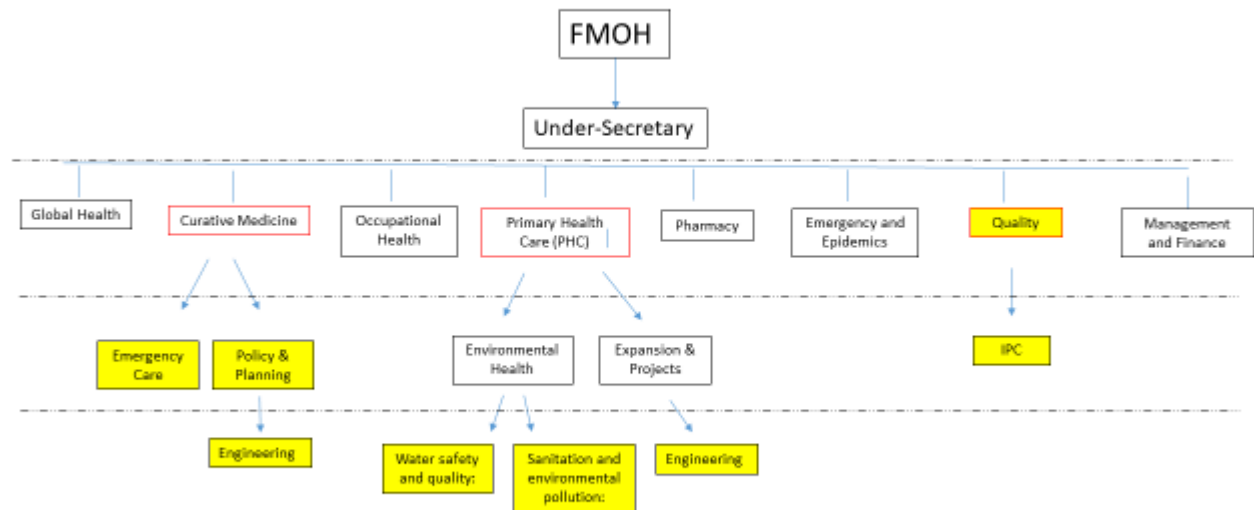 FMOH
Under-Secretary
Global Health
Curative Medicine
Occupational
Health
Primary Health
Care (PHC)
Pharmacy
Emergency and
Epidemics
Quality
Management
and Finance
Emergency
Care
Policy &
Planning
Environmental
Health
Expansion &
Projects
IPC
Engineering
Water safety
and quality:
Sanitation and
environmental
pollution:
Engineering